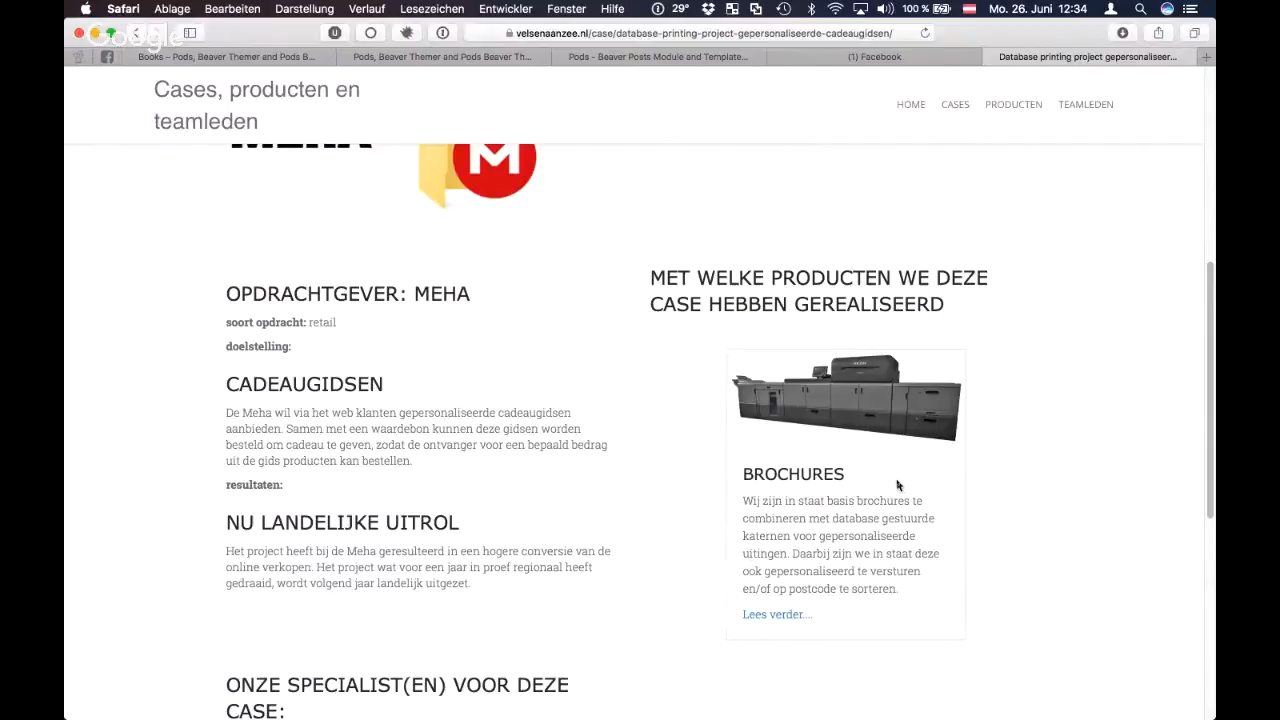 Safari Ablage Bearbeiten Darstellung Verlauf Lesezeichen Entwickler Fenster Hilfe 29° 100 % Mo. 26. Juni 12:34
Google
velsenaanzee.nl/case/database-printing-project-gepersonaliseerde-cadeaugidsen/
Books – Pods, Beaver Themer and Pods B... Pods, Beaver Themer and Pods Beaver Th... Pods - Beaver Posts Module and Template... (1) Facebook Database printing project gepersonaliseer...
Cases, producten en
teamleden
HOME CASES PRODUCTEN TEAMLEDEN
MEHA
M
OPDRACHTGEVER: MEHA
soort opdracht: retail
doelstelling:
CADEAUGIDSEN
De Meha wil via het web klanten gepersonaliseerde cadeaugidsen
aanbieden. Samen met een waardebon kunnen deze gidsen worden
besteld om cadeau te geven, zodat de ontvanger voor een bepaald bedrag
uit de gids producten kan bestellen.
resultaten:
NU LANDELIJKE UITROL
Het project heeft bij de Meha geresulteerd in een hogere conversie van de
online verkopen. Het project wat voor een jaar in proef regionaal heeft
gedraaid, wordt volgend jaar landelijk uitgezet.
MET WELKE PRODUCTEN WE DEZE
CASE HEBBEN GEREALISEERD
BROCHURES
Wij zijn in staat basis brochures te
combineren met database gestuurde
katernen voor gepersonaliseerde
uitingen. Daarbij zijn we in staat deze
ook gepersonaliseerd te versturen
en/of op postcode te sorteren.
Lees verder....
ONZE SPECIALIST(EN) VOOR DEZE
CASE: